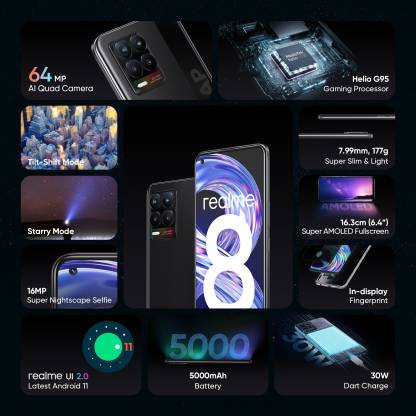 64 MP
AI Quad Camera
Helio G95
Gaming Processor
Tilt-Shift Mode
7.99mm, 177g
Super Slim & Light
realme
8
Starry Mode
AMOLED
16.3cm (6.4")
Super AMOLED Fullscreen
16MP
Super Nightscape Selfie
In-display
Fingerprint
11
realme UI 2.0
Latest Android 11
5000
5000mAh
Battery
30W
30W
Dart Charge